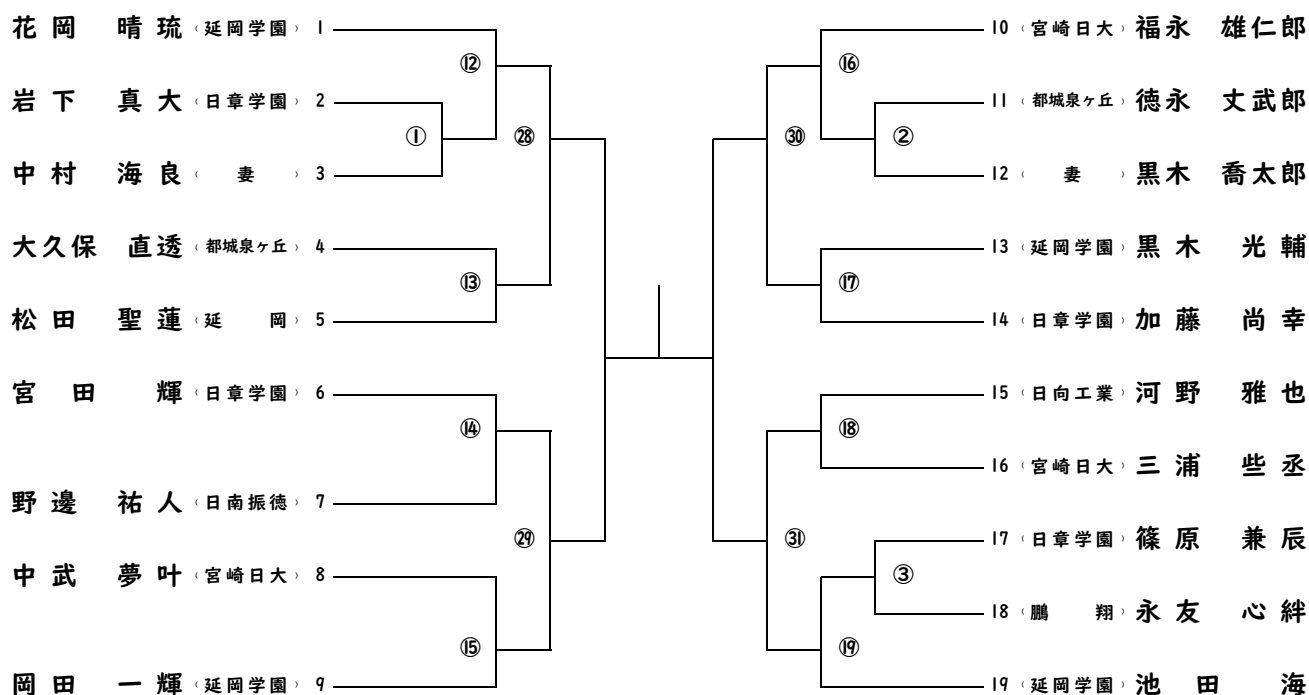 花岡 晴琉 （延岡学園） 1
岩下 真大 （日章学園） 2
中村 海良 （ 妻 ） 3
大久保 直透 （都城泉ヶ丘） 4
松田 聖蓮 （延 岡） 5
宮田 輝 （日章学園） 6
野邊 祐人 （日南振徳） 7
中武 夢叶 （宮崎日大） 8
岡田 一輝 （延岡学園） 9
⑫
①
⑬
⑭
⑮
㉘
㉙
10 （宮崎日大） 福永 雄仁郎
11 （都城泉ヶ丘）徳永 丈武郎
12 （ 妻 ） 黒木 喬太郎
13 （延岡学園） 黒木 光輔
14 （日章学園） 加藤 尚幸
15 （日向工業） 河野 雅也
16 （宮崎日大） 三浦 些丞
17 （日章学園） 篠原 兼辰
18 （鵬 翔） 永友 心絆
19 （延岡学園） 池田 海
⑯
②
⑰
⑱
③
⑲
㉚
㉛